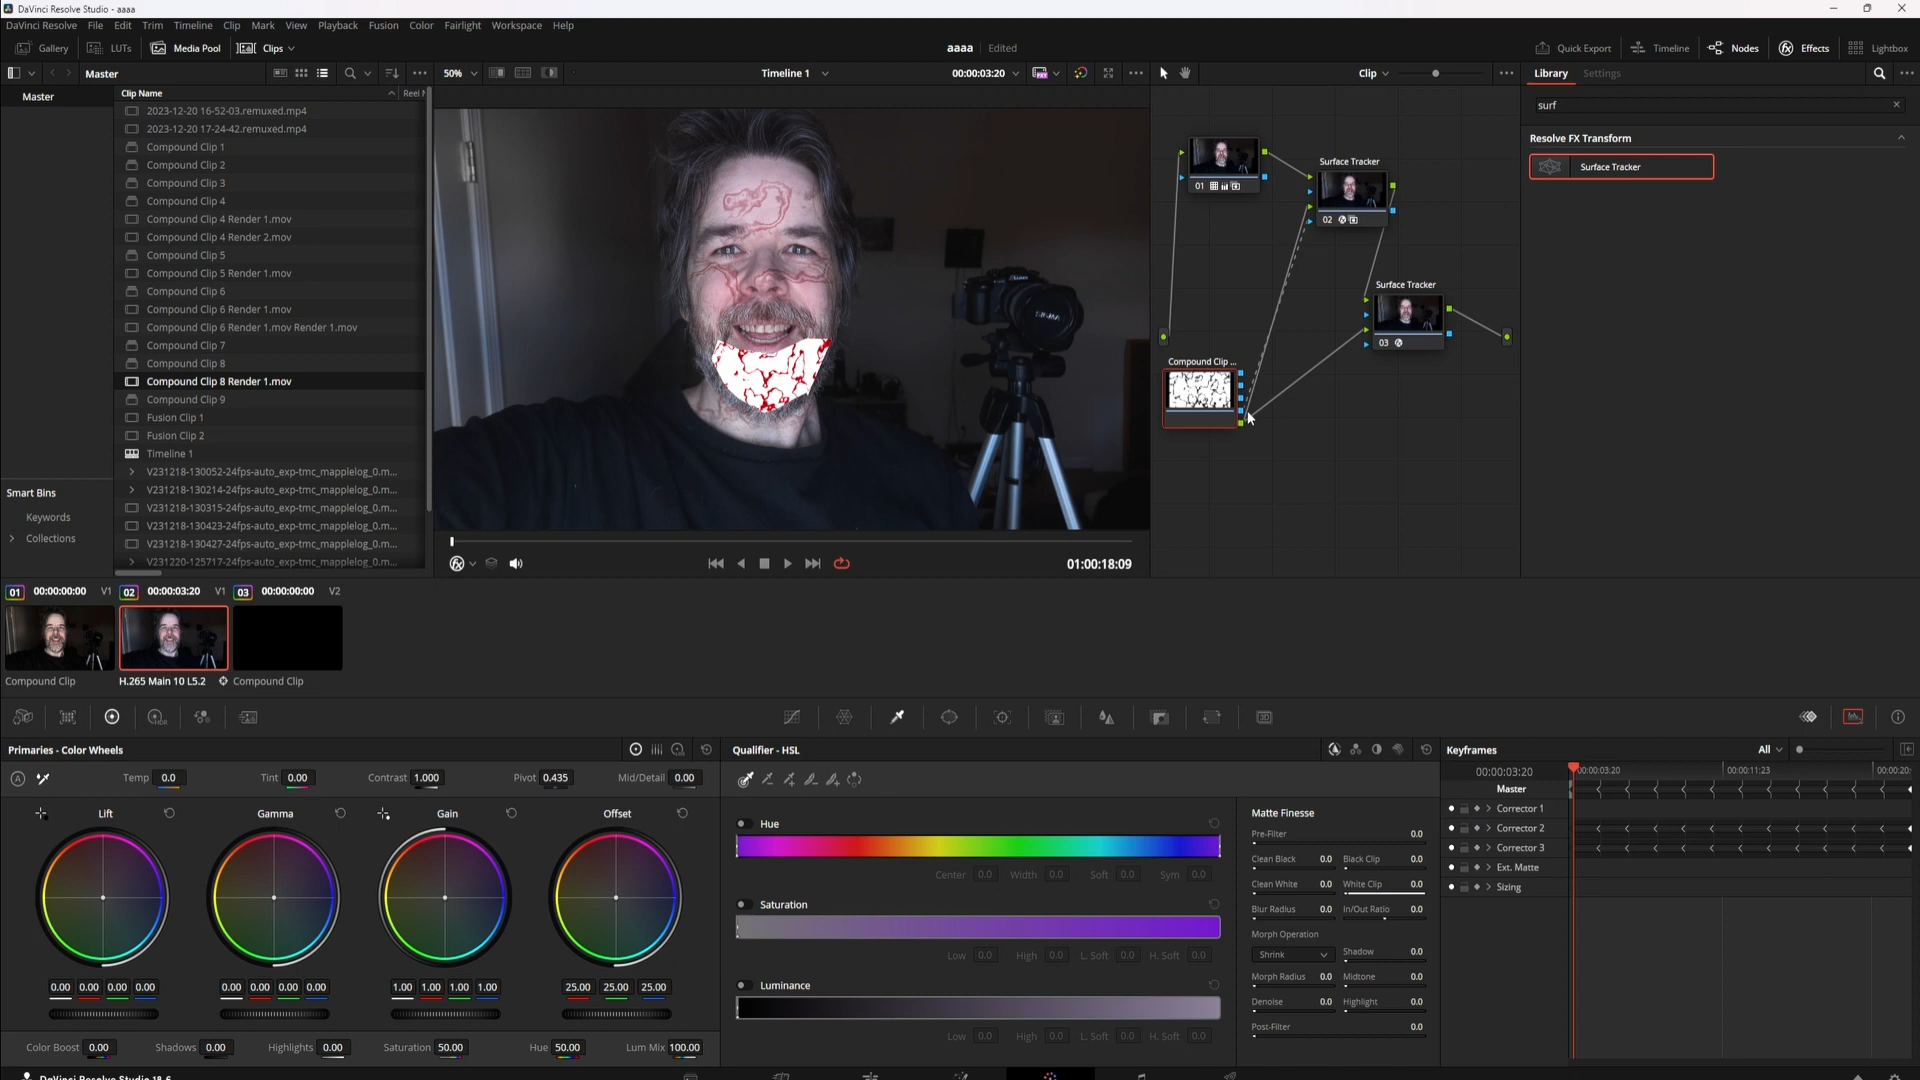 DaVinci Resolve Studio - aaaa
DaVinci Resolve File Edit Trim Timeline Clip Mark View Playback Fusion Color Fairlight Workspace Help
Gallery LUTs Media Pool Clips aaaa Edited Quick Export Timeline Nodes Effects Lightbox
Master 50% Timeline 1 00:00:03:20 Clip Library Settings
Master
Clip Name Reel
2023-12-20 16-52-03.remuxed.mp4
2023-12-20 17-24-42.remuxed.mp4
Compound Clip 1
Compound Clip 2
Compound Clip 3
Compound Clip 4
Compound Clip 4 Render 1.mov
Compound Clip 4 Render 2.mov
Compound Clip 5
Compound Clip 5 Render 1.mov
Compound Clip 6
Compound Clip 6 Render 1.mov
Compound Clip 6 Render 1.mov Render 1.mov
Compound Clip 7
Compound Clip 8
Compound Clip 8 Render 1.mov
Compound Clip 9
Fusion Clip 1
Fusion Clip 2
Timeline 1
V231218-130052-24fps-auto_exp-tmc_mapplelog_0.m...
V231218-130214-24fps-auto_exp-tmc_mapplelog_0.m...
V231218-130315-24fps-auto_exp-tmc_mapplelog_0.m...
V231218-130423-24fps-auto_exp-tmc_mapplelog_0.m...
V231218-130427-24fps-auto_exp-tmc_mapplelog_0.m...
V231220-125717-24fps-auto_exp-tmc_mapplelog_0.m...
Smart Bins
Keywords
Collections
SIGMA
01:00:18:09
01
Surface Tracker
02
Surface Tracker
03
Compound Clip ...
surf
Resolve FX Transform
Surface Tracker
01 00:00:00:00 V1 02 00:00:03:20 V1 03 00:00:00:00 V2
Compound Clip H.265 Main 10 L5.2 Compound Clip
HDR
3D
Primaries - Color Wheels
A Temp 0.0 Tint 0.00 Contrast 1.000 Pivot 0.435 Mid/Detail 0.00
Lift Gamma Gain Offset
0.00 0.00 0.00 0.00 0.00 0.00 0.00 0.00 1.00 1.00 1.00 1.00 25.00 25.00 25.00
Color Boost 0.00 Shadows 0.00 Highlights 0.00 Saturation 50.00 Hue 50.00 Lum Mix 100.00
Qualifier - HSL
Hue
Center 0.0 Width 0.0 Soft 0.0 Sym 0.0
Saturation
Low 0.0 High 0.0 L. Soft 0.0 H. Soft 0.0
Luminance
Low 0.0 High 0.0 L. Soft 0.0 H. Soft 0.0
Matte Finesse
Pre-Filter 0.0
Clean Black 0.0 Black Clip 0.0
Clean White 0.0 White Clip 0.0
Blur Radius 0.0 In/Out Ratio 0.0
Morph Operation
Shrink Shadow 0.0
Morph Radius 0.0 Midtone 0.0
Denoise 0.0 Highlight 0.0
Post-Filter 0.0
Keyframes All
00:00:03:20 00:00:03:20 00:00:11:23 00:00:20:
Master
Corrector 1
Corrector 2
Corrector 3
Ext. Matte
Sizing
DaVinci Resolve Studio 18.6